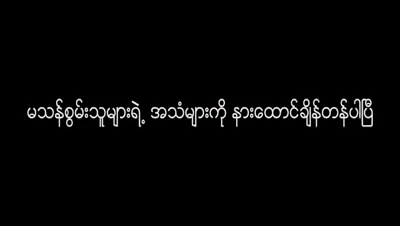 မသန်စွမ်းသူများရဲ့ အသံများကို နားထောင်ချိန်တန်ပါပြီ